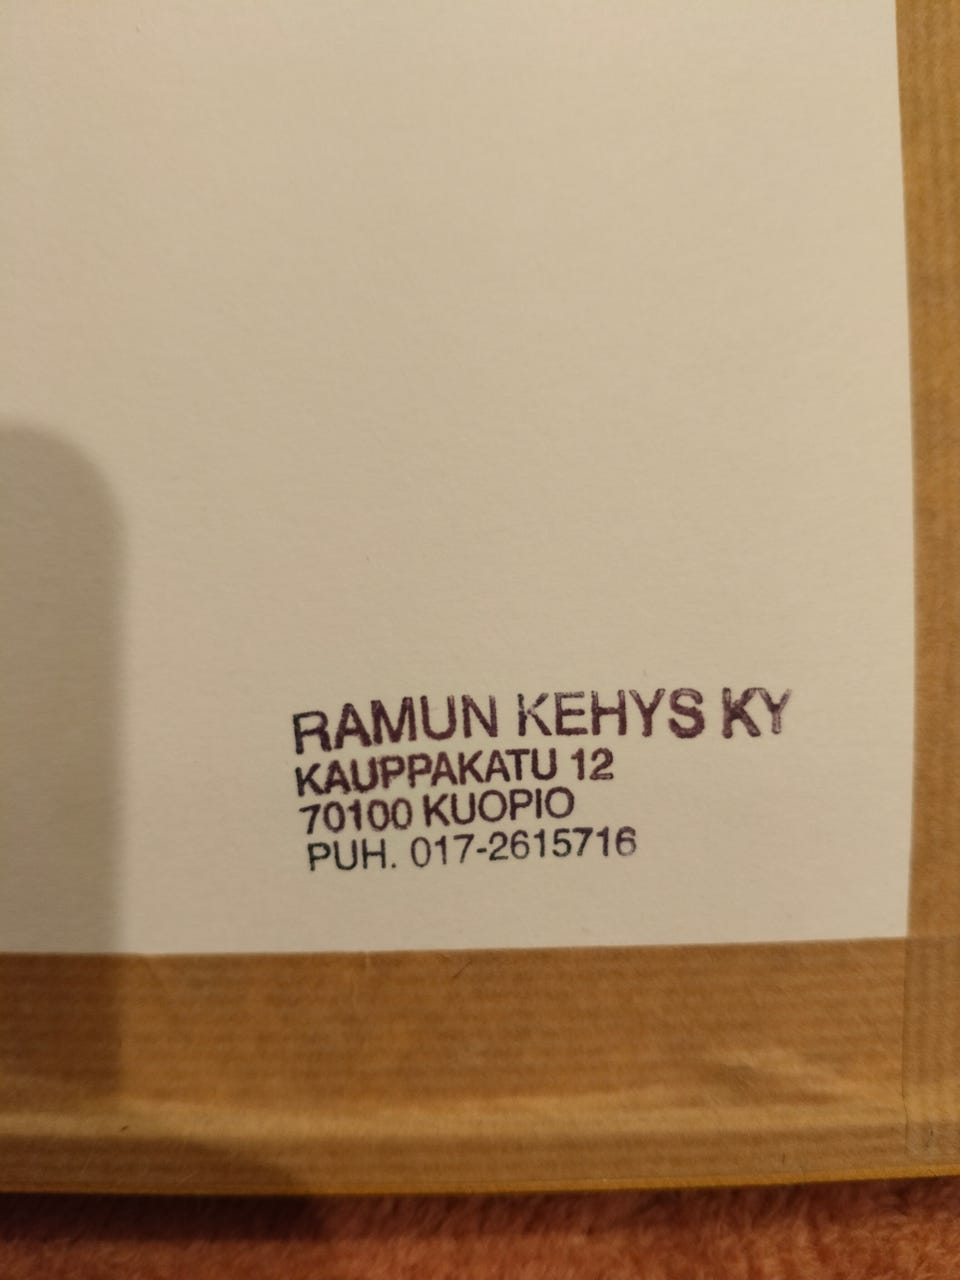 RAMUN KEHYS KY
KAUPPAKATU 12
70100 KUOPIO
PUH. 017-2615716